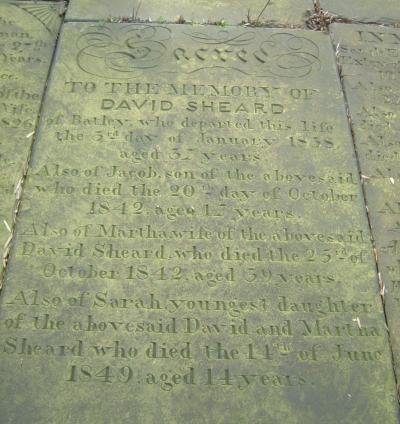 Sacred
TO THE MEMORY OF
DAVID SHEARD
of Batley, who departed this life
the 3rd day of January 1838,
aged 37 years.
Also of Jacob, son of the abovesaid
who died the 20th day of October
1842, aged 17 years.
Also of Martha, wife of the abovesaid
David Sheard, who died the 25th of
October 1842, aged 39 years.
Also of Sarah, youngest daughter
of the abovesaid David and Martha
Sheard who died the 14th of June
1849, aged 14 years.